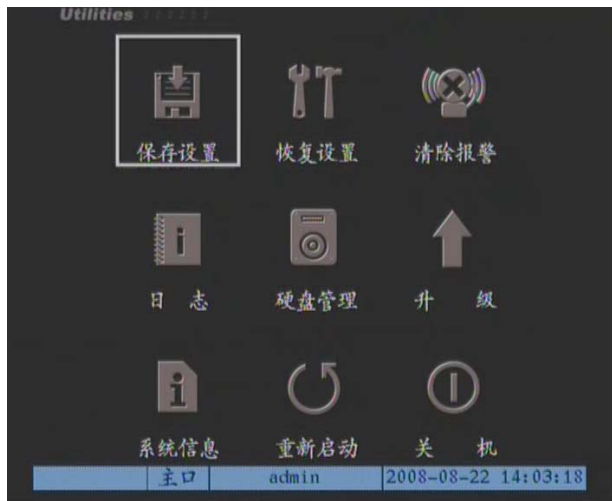 Utilities
保存设置 恢复设置 清除报警
日 志 硬盘管理 升 级
系统信息 重新启动 关 机
主口 admin 2008-08-22 14:03:18